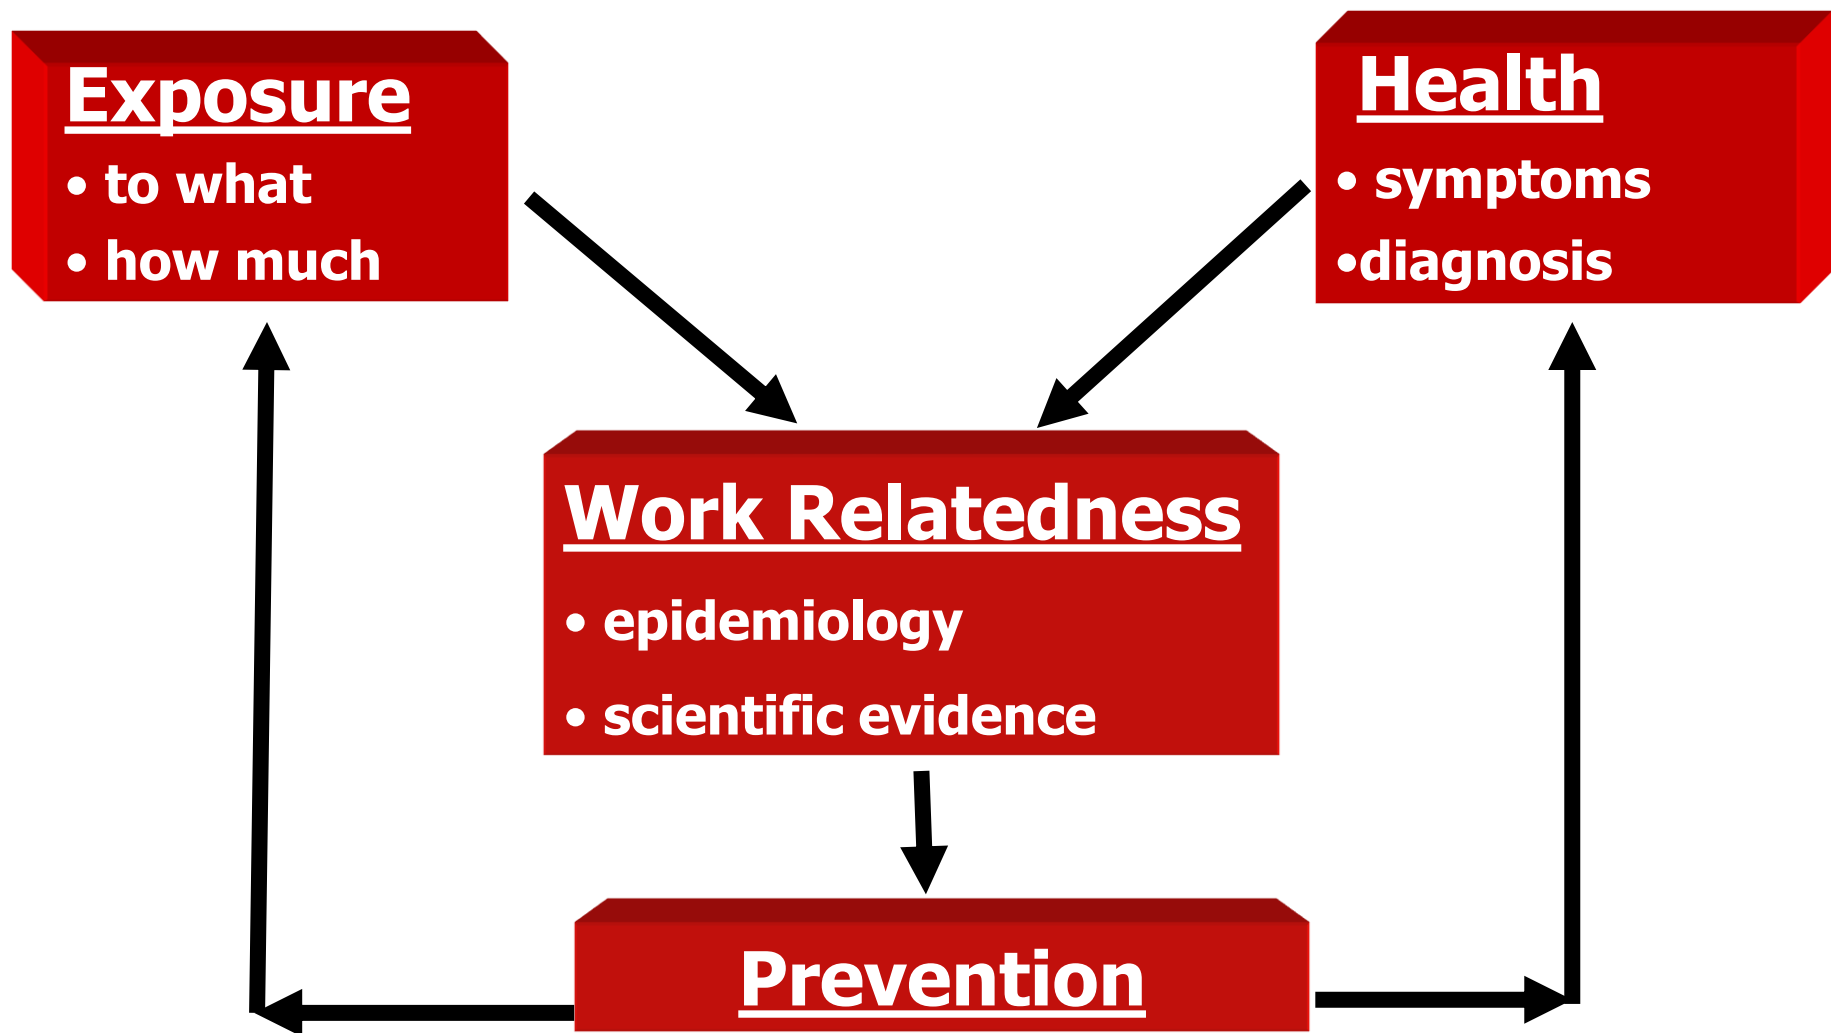 Exposure
• to what
• how much
Health
• symptoms
•diagnosis
Work Relatedness
• epidemiology
• scientific evidence
Prevention